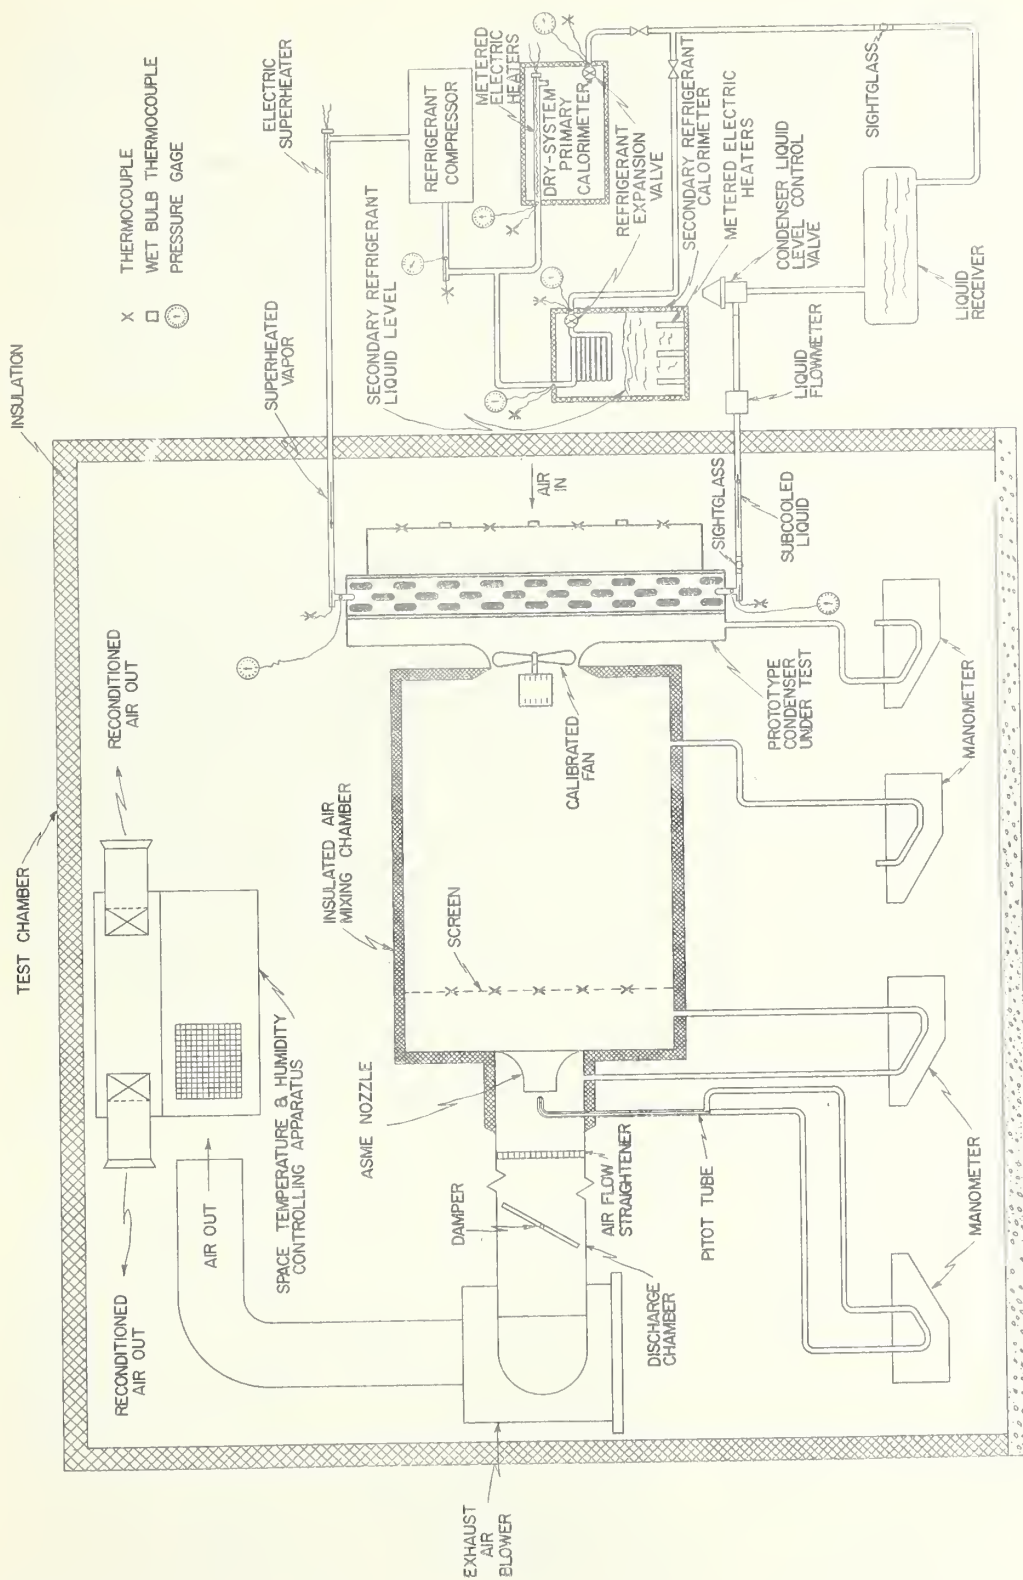 TEST CHAMBER
INSULATION
RECONDITIONED
AIR OUT
RECONDITIONED
AIR OUT
AIR OUT
SPACE TEMPERATURE & HUMIDITY
CONTROLLING APPARATUS
X THERMOCOUPLE
WET BULB THERMOCOUPLE
PRESSURE GAGE
SUPERHEATED
VAPOR
ELECTRIC
SUPERHEATER
REFRIGERANT
COMPRESSOR
SECONDARY REFRIGERANT
LIQUID LEVEL
METERED
ELECTRIC
HEATERS
DRY-SYSTEM
PRIMARY
CALORIMETER
REFRIGERANT
EXPANSION
VALVE
SECONDARY REFRIGERANT
CALORIMETER
METERED ELECTRIC
HEATERS
CONDENSER LIQUID
LEVEL CONTROL
VALVE
SIGHTGLASS
LIQUID
RECEIVER
LIQUID
FLOWMETER
INSULATED AIR
MIXING CHAMBER
SCREEN
ASME NOZZLE
AIR
IN
SIGHTGLASS
SUBCOOLED
LIQUID
CALIBRATED
FAN
PROTOTYPE
CONDENSER
UNDER TEST
DAMPER
AIR FLOW
STRAIGHTENER
PITOT TUBE
DISCHARGE
CHAMBER
EXHAUST
AIR
BLOWER
MANOMETER
MANOMETER